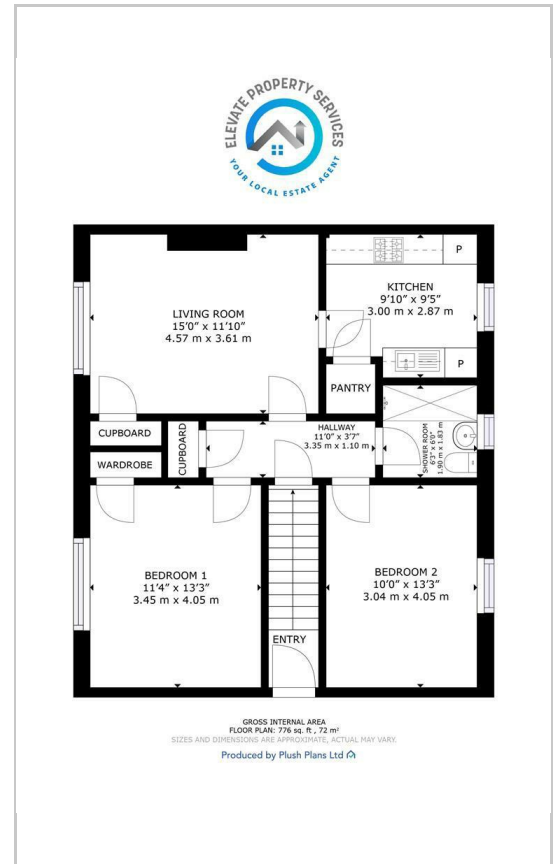 ELEVATE PROPERTY SERVICES
YOUR LOCAL ESTATE AGENT
LIVING ROOM
15'0" x 11'10"
4.57 m x 3.61 m
KITCHEN
9'10" x 9'5"
3.00 m x 2.87 m
P
P
PANTRY
CUPBOARD
CUPBOARD
WARDROBE
HALLWAY
11'0" x 3'7"
3.35 m x 1.10 m
SHOWER ROOM
6'3" x 6'0"
1.90 m x 1.83 m
BEDROOM 1
11'4" x 13'3"
3.45 m x 4.05 m
BEDROOM 2
10'0" x 13'3"
3.04 m x 4.05 m
ENTRY
GROSS INTERNAL AREA
FLOOR PLAN: 776 sq. ft , 72 m²
SIZES AND DIMENSIONS ARE APPROXIMATE, ACTUAL MAY VARY.
Produced by Plush Plans Ltd